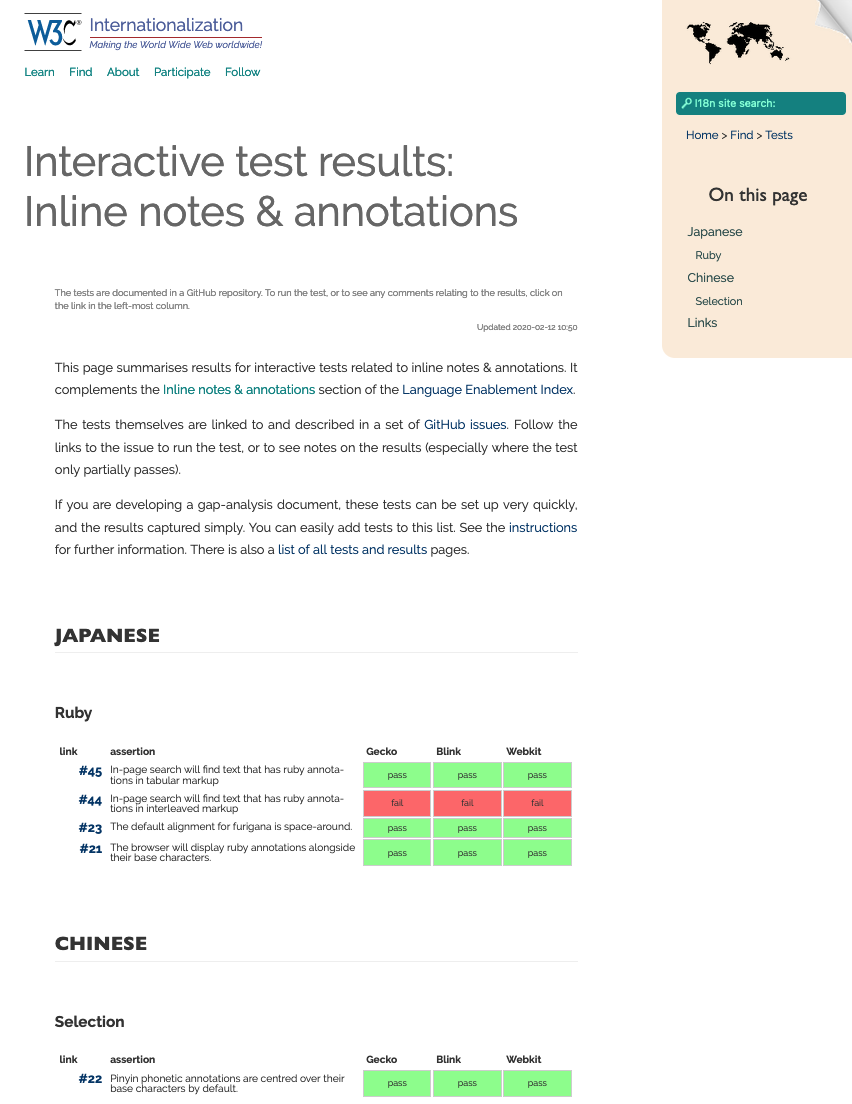 W3C® Internationalization
Making the World Wide Web worldwide!
Learn Find About Participate Follow
I18n site search:
Home > Find > Tests
On this page
Japanese
Ruby
Chinese
Selection
Links
Interactive test results:
Inline notes & annotations
The tests are documented in a GitHub repository. To run the test, or to see any comments relating to the results, click on
the link in the left-most column.
Updated 2020-02-12 10:50
This page summarises results for interactive tests related to inline notes & annotations. It
complements the Inline notes & annotations section of the Language Enablement Index.
The tests themselves are linked to and described in a set of GitHub issues. Follow the
links to the issue to run the test, or to see notes on the results (especially where the test
only partially passes).
If you are developing a gap-analysis document, these tests can be set up very quickly,
and the results captured simply. You can easily add tests to this list. See the instructions
for further information. There is also a list of all tests and results pages.
JAPANESE
Ruby
link assertion Gecko Blink Webkit
#45 In-page search will find text that has ruby annota-
tions in tabular markup pass pass pass
#44 In-page search will find text that has ruby annota-
tions in interleaved markup fail fail fail
#23 The default alignment for furigana is space-around. pass pass pass
#21 The browser will display ruby annotations alongside
their base characters. pass pass pass
CHINESE
Selection
link assertion Gecko Blink Webkit
#22 Pinyin phonetic annotations are centred over their
base characters by default. pass pass pass